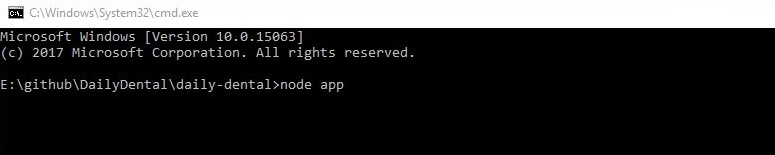 C:\Windows\System32\cmd.exe
Microsoft Windows [Version 10.0.15063]
(c) 2017 Microsoft Corporation. All rights reserved.
E:\github\DailyDental\daily-dental>node app